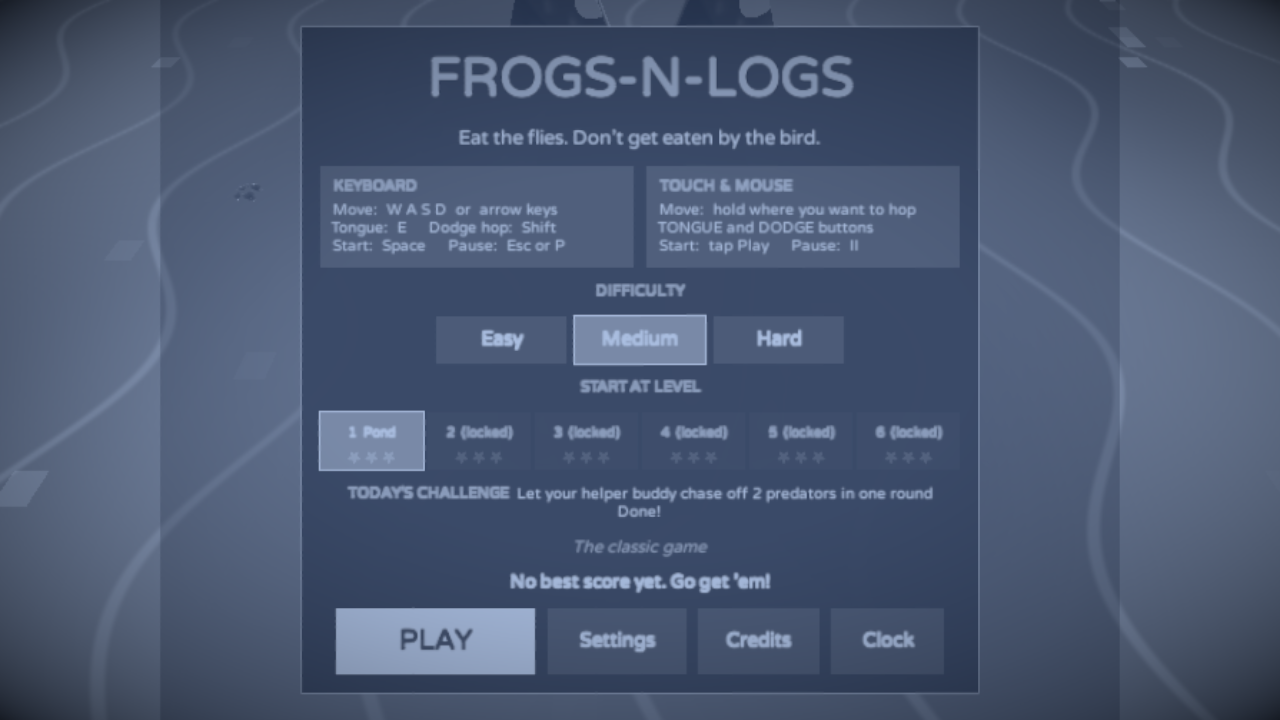 FROGS-N-LOGS
Eat the flies. Don't get eaten by the bird.
KEYBOARD
Move: W A S D or arrow keys
Tongue: E Dodge hop: Shift
Start: Space Pause: Esc or P
TOUCH & MOUSE
Move: hold where you want to hop
TONGUE and DODGE buttons
Start: tap Play Pause: II
DIFFICULTY
Easy Medium Hard
START AT LEVEL
1 Pond 2 (locked) 3 (locked) 4 (locked) 5 (locked) 6 (locked)
TODAY'S CHALLENGE Let your helper buddy chase off 2 predators in one round
Done!
The classic game
No best score yet. Go get 'em!
PLAY Settings Credits Clock